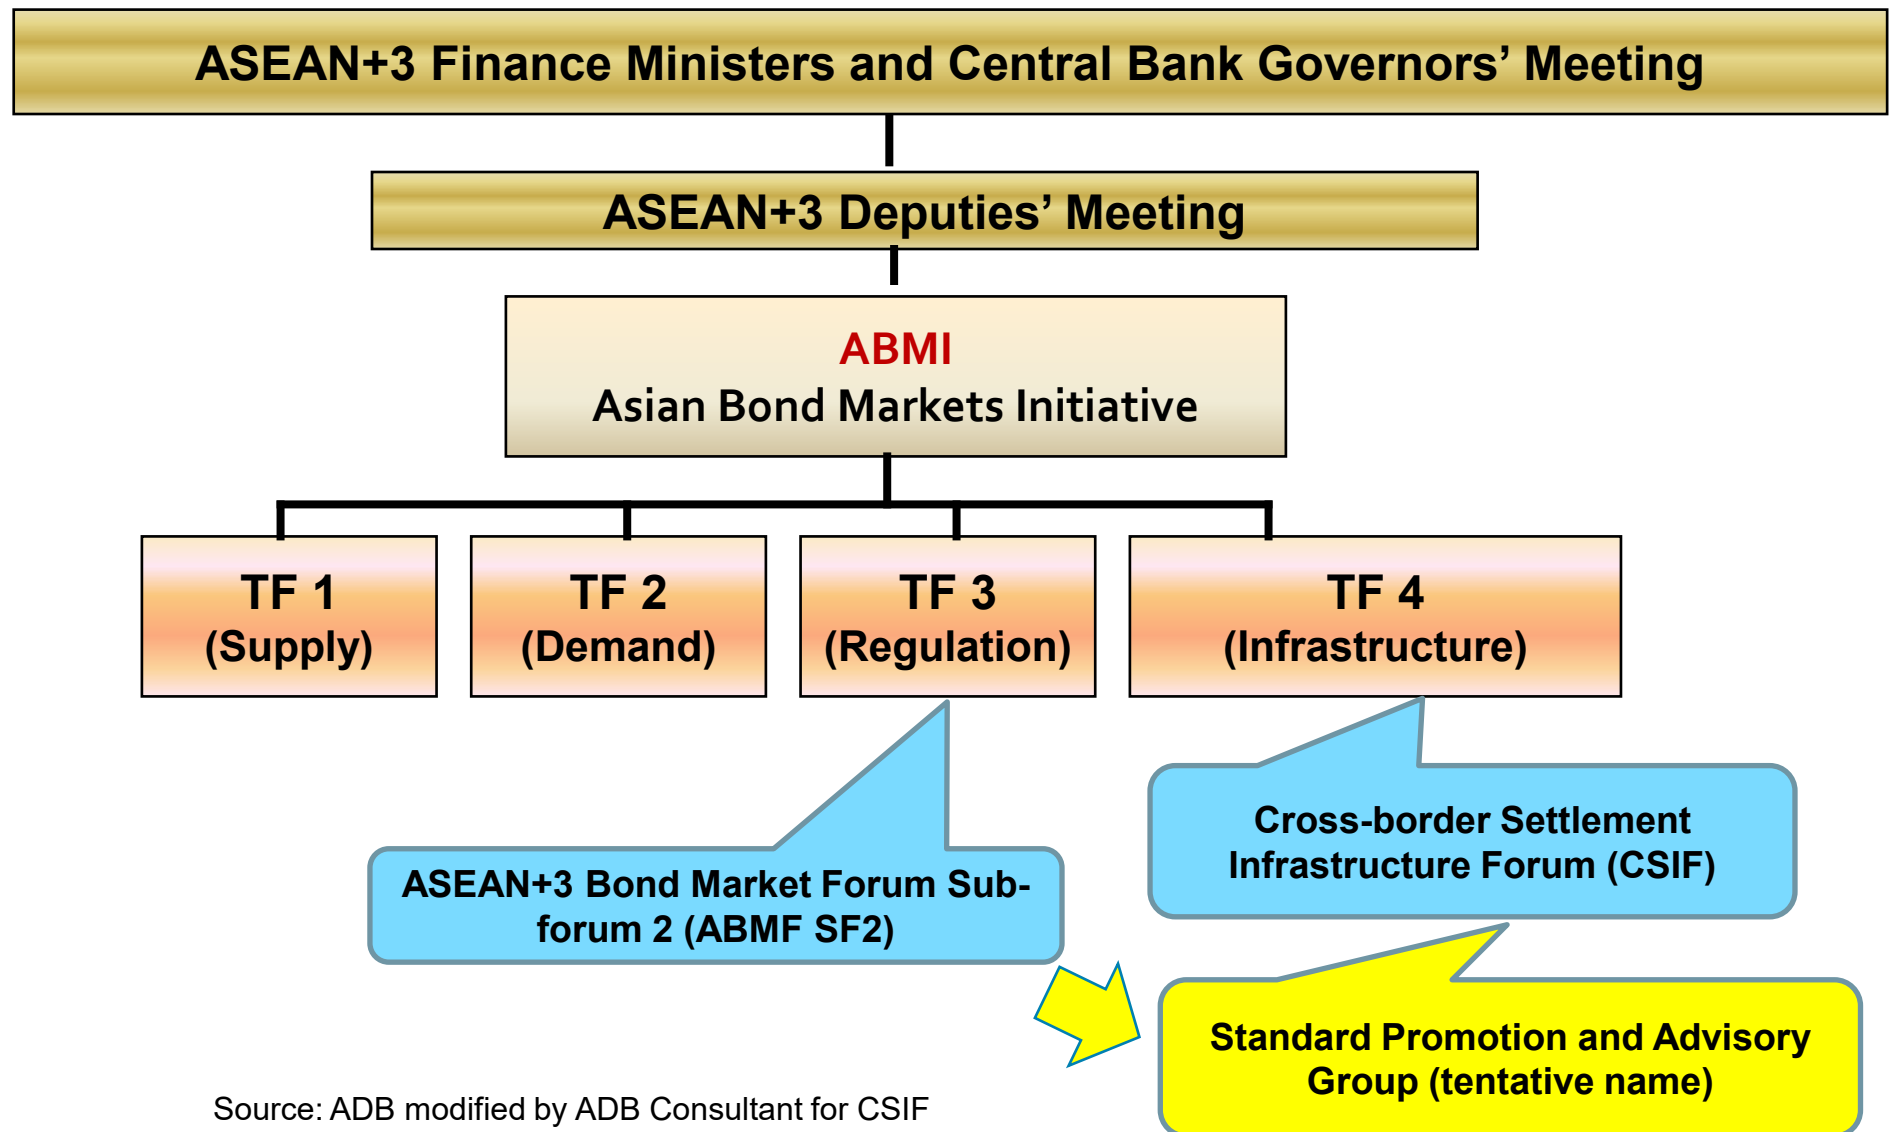 ASEAN+3 Finance Ministers and Central Bank Governors’ Meeting
ASEAN+3 Deputies’ Meeting
ABMI
Asian Bond Markets Initiative
TF 1
(Supply)
TF 2
(Demand)
TF 3
(Regulation)
TF 4
(Infrastructure)
Cross-border Settlement
Infrastructure Forum (CSIF)
ASEAN+3 Bond Market Forum Sub-
forum 2 (ABMF SF2)
Standard Promotion and Advisory
Group (tentative name)
Source: ADB modified by ADB Consultant for CSIF